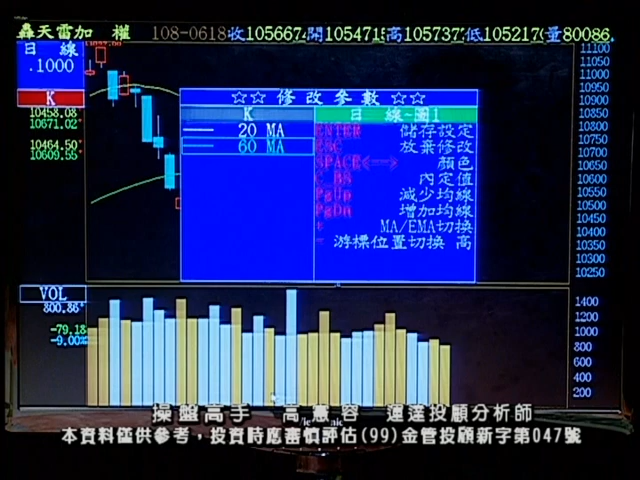 轟天雷加 權 108-0618收1056674開1054715高105737低105217量80086.
日 線
.1000
K
10458.08
10671.02
10464.50
10609.55
☆☆ 修改參數 ☆☆
K
日 線-圖1
20 MA
60 MA
ENTER 儲存設定
ESC 放棄修改
SPACE<--> 顏色
內定值
PgUp 減少均線
PgDn 增加均線
MA/EMA切換
游標位置切換 高
11100
11050
11000
10950
10900
10850
10800
10750
10700
10650
10600
10550
10500
10450
10400
10350
10300
10250
VOL
800.86
-79.18
-9.00%
1400
1200
1000
800
600
400
200
操盤高手 高憲容 運達投顧分析師
本資料僅供參考，投資時應審慎評估(99)金管投顧新字第047號